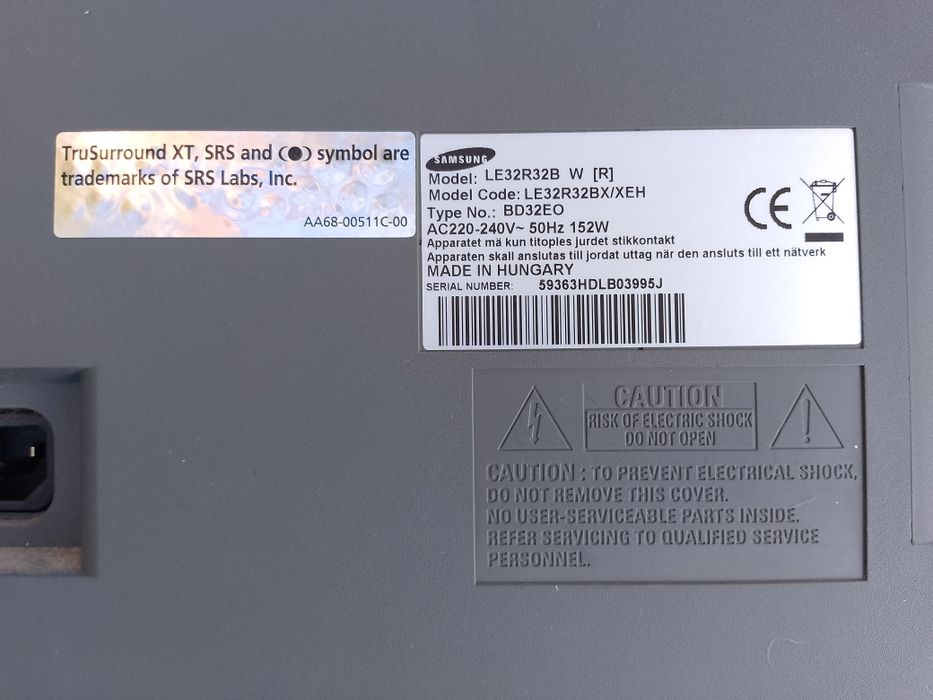 TruSurround XT, SRS and (●) symbol are
trademarks of SRS Labs, Inc.
AA68-00511C-00
SAMSUNG
Model: LE32R32B W [R]
Model Code: LE32R32BX/XEH
Type No.: BD32EO
AC220-240V~ 50Hz 152W
Apparatet må kun titoples jurdet stikkontakt
Apparaten skall anslutas till jordat uttag når den ansluts till ett nätverk
MADE IN HUNGARY
SERIAL NUMBER: 59363HDLB03995J
CE
CAUTION
RISK OF ELECTRIC SHOCK
DO NOT OPEN
CAUTION : TO PREVENT ELECTRICAL SHOCK,
DO NOT REMOVE THIS COVER.
NO USER-SERVICEABLE PARTS INSIDE.
REFER SERVICING TO QUALIFIED SERVICE
PERSONNEL.